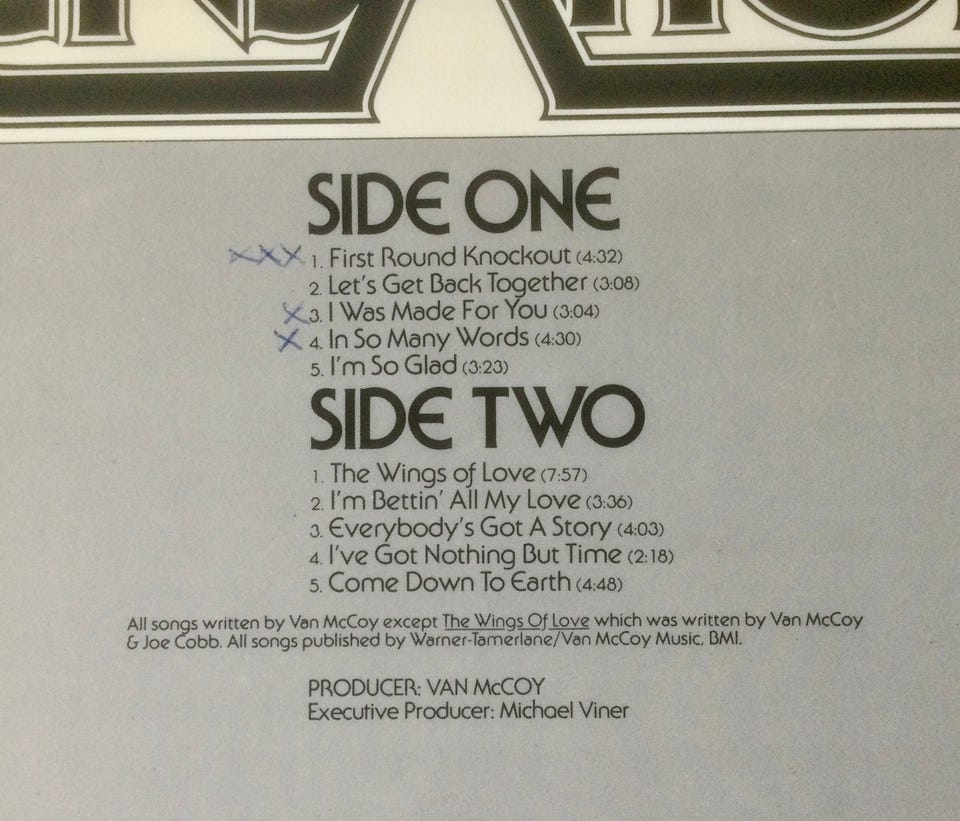 SIDE ONE
xxx 1. First Round Knockout (4:32)
2. Let's Get Back Together (3:08)
x 3. I Was Made For You (3:04)
x 4. In So Many Words (4:30)
5. I'm So Glad (3:23)
SIDE TWO
1. The Wings of Love (7:57)
2. I'm Bettin' All My Love (3:36)
3. Everybody's Got A Story (4:03)
4. I've Got Nothing But Time (2:18)
5. Come Down To Earth (4:48)
All songs written by Van McCoy except The Wings Of Love which was written by Van McCoy
& Joe Cobb. All songs published by Warner-Tamerlane/Van McCoy Music, BMI.
PRODUCER: VAN McCOY
Executive Producer: Michael Viner